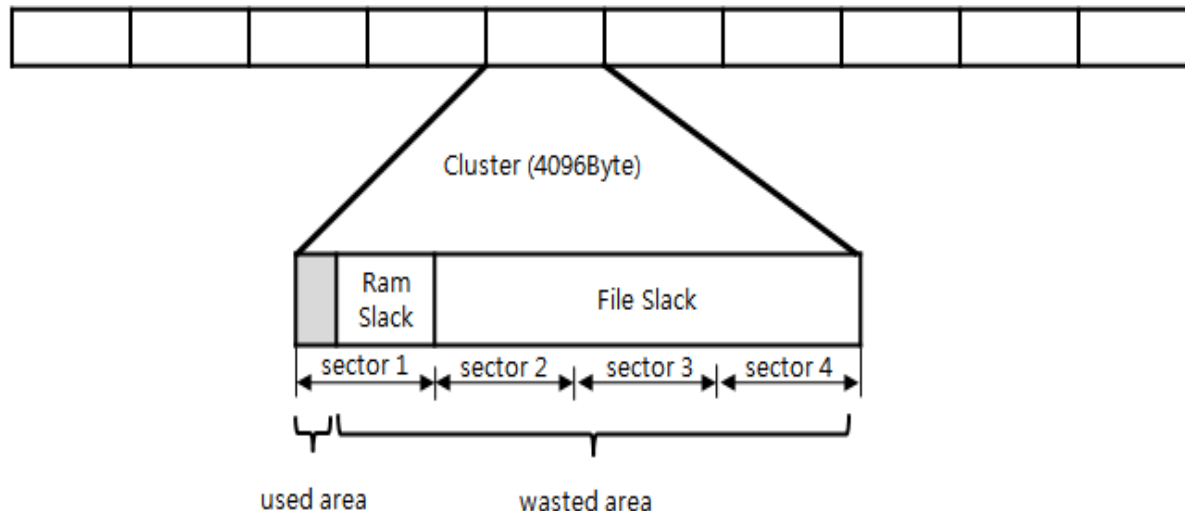 Cluster (4096Byte)
Ram
Slack
File Slack
sector 1
sector 2
sector 3
sector 4
used area
wasted area